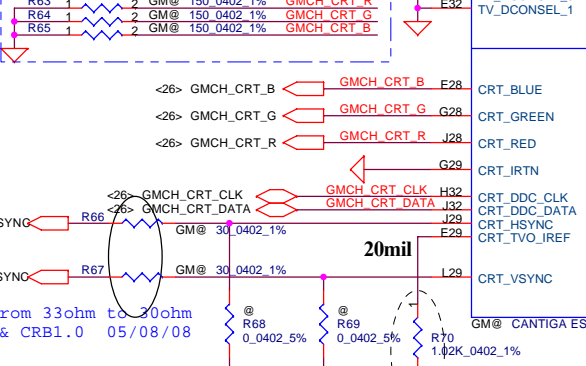 R63 1 2 GM@ 150_0402_1% GMCH_CRT_R
R64 1 2 GM@ 150_0402_1% GMCH_CRT_G
R65 1 2 GM@ 150_0402_1% GMCH_CRT_B
E32 TV_DCONSEL_1
<26> GMCH_CRT_B GMCH_CRT_B E28 CRT_BLUE
<26> GMCH_CRT_G GMCH_CRT_G G28 CRT_GREEN
<26> GMCH_CRT_R GMCH_CRT_R J28 CRT_RED
G29 CRT_IRTN
<26> GMCH_CRT_CLK GMCH_CRT_CLK H32 CRT_DDC_CLK
<26> GMCH_CRT_DATA GMCH_CRT_DATA J32 CRT_DDC_DATA
SYNC R66 J29 CRT_HSYNC
GM@ 30_0402_1% E29 CRT_TVO_IREF
20mil
SYNC R67 GM@ 30_0402_1% L29 CRT_VSYNC
rom 33ohm to 30ohm
& CRB1.0 05/08/08
@ R68 0_0402_5%
@ R69 0_0402_5%
R70 1.02K_0402_1%
GM@ CANTIGA ES